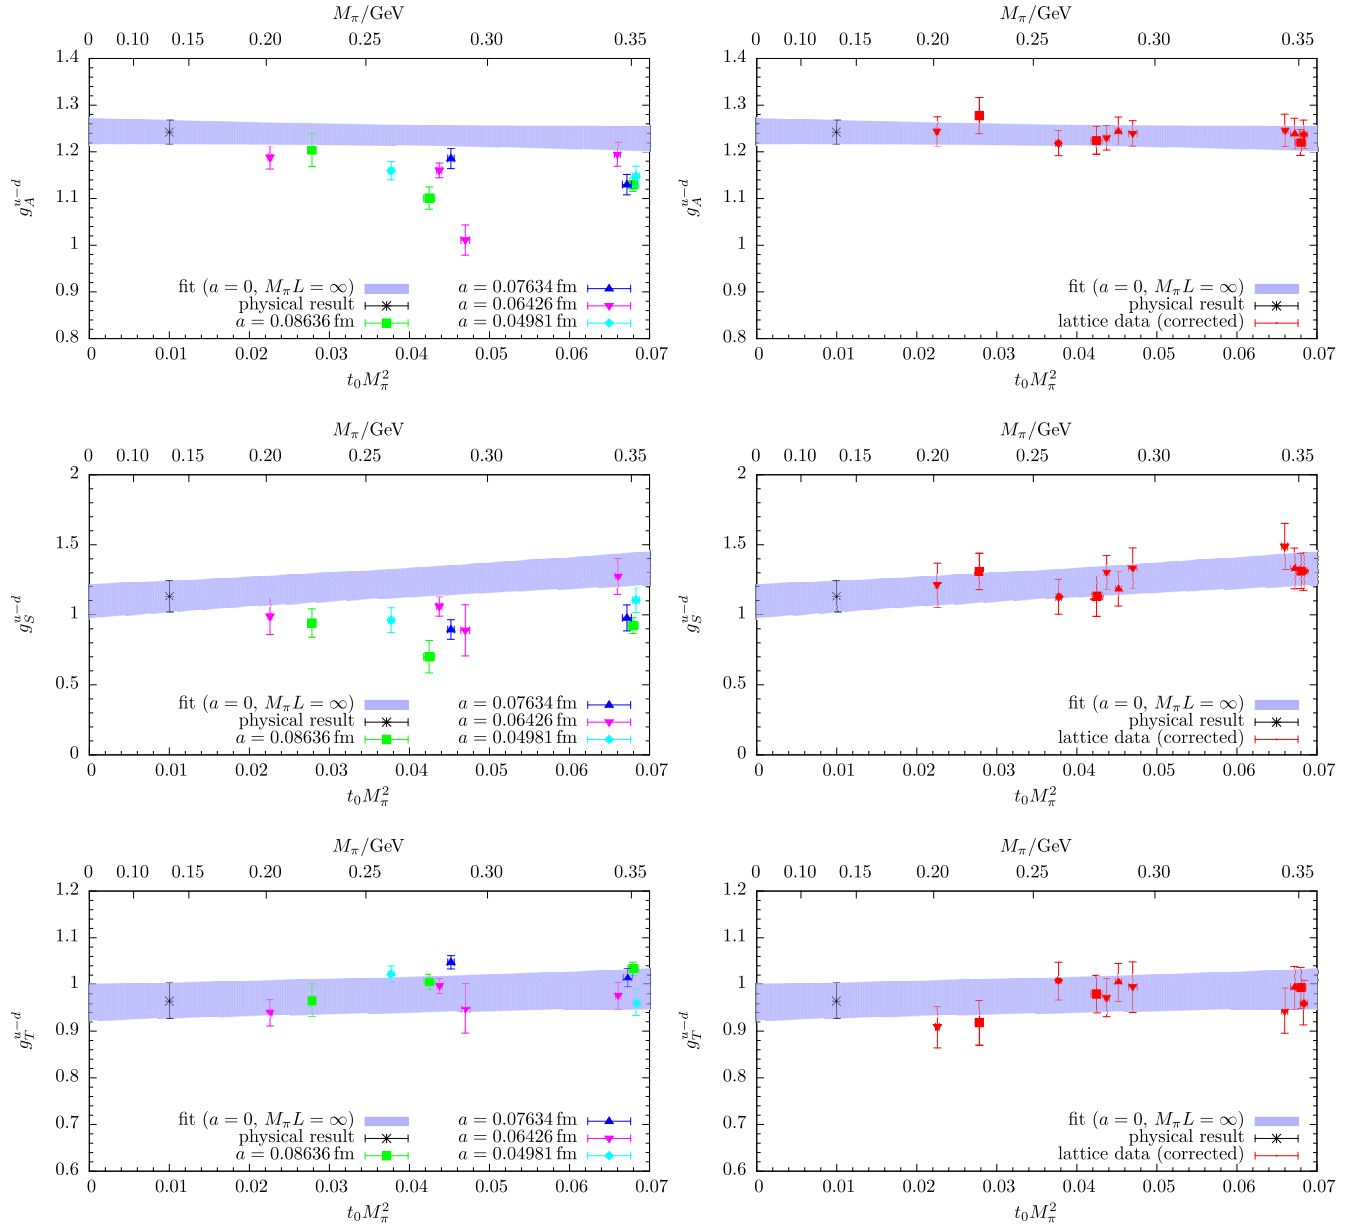 M_π/GeV
0 0.10 0.15 0.20 0.25 0.30 0.35
1.4
1.3
1.2
1.1
1
0.9
0.8
g_A^{u−d}
fit (a = 0, M_πL = ∞)
physical result
a = 0.08636 fm
a = 0.07634 fm
a = 0.06426 fm
a = 0.04981 fm
0 0.01 0.02 0.03 0.04 0.05 0.06 0.07
t_0M_π^2
M_π/GeV
0 0.10 0.15 0.20 0.25 0.30 0.35
1.4
1.3
1.2
1.1
1
0.9
0.8
g_A^{u−d}
fit (a = 0, M_πL = ∞)
physical result
lattice data (corrected)
0 0.01 0.02 0.03 0.04 0.05 0.06 0.07
t_0M_π^2
M_π/GeV
0 0.10 0.15 0.20 0.25 0.30 0.35
2
1.5
1
0.5
0
g_S^{u−d}
fit (a = 0, M_πL = ∞)
physical result
a = 0.08636 fm
a = 0.07634 fm
a = 0.06426 fm
a = 0.04981 fm
0 0.01 0.02 0.03 0.04 0.05 0.06 0.07
t_0M_π^2
M_π/GeV
0 0.10 0.15 0.20 0.25 0.30 0.35
2
1.5
1
0.5
0
g_S^{u−d}
fit (a = 0, M_πL = ∞)
physical result
lattice data (corrected)
0 0.01 0.02 0.03 0.04 0.05 0.06 0.07
t_0M_π^2
M_π/GeV
0 0.10 0.15 0.20 0.25 0.30 0.35
1.2
1.1
1
0.9
0.8
0.7
0.6
g_T^{u−d}
fit (a = 0, M_πL = ∞)
physical result
a = 0.08636 fm
a = 0.07634 fm
a = 0.06426 fm
a = 0.04981 fm
0 0.01 0.02 0.03 0.04 0.05 0.06 0.07
t_0M_π^2
M_π/GeV
0 0.10 0.15 0.20 0.25 0.30 0.35
1.2
1.1
1
0.9
0.8
0.7
0.6
g_T^{u−d}
fit (a = 0, M_πL = ∞)
physical result
lattice data (corrected)
0 0.01 0.02 0.03 0.04 0.05 0.06 0.07
t_0M_π^2